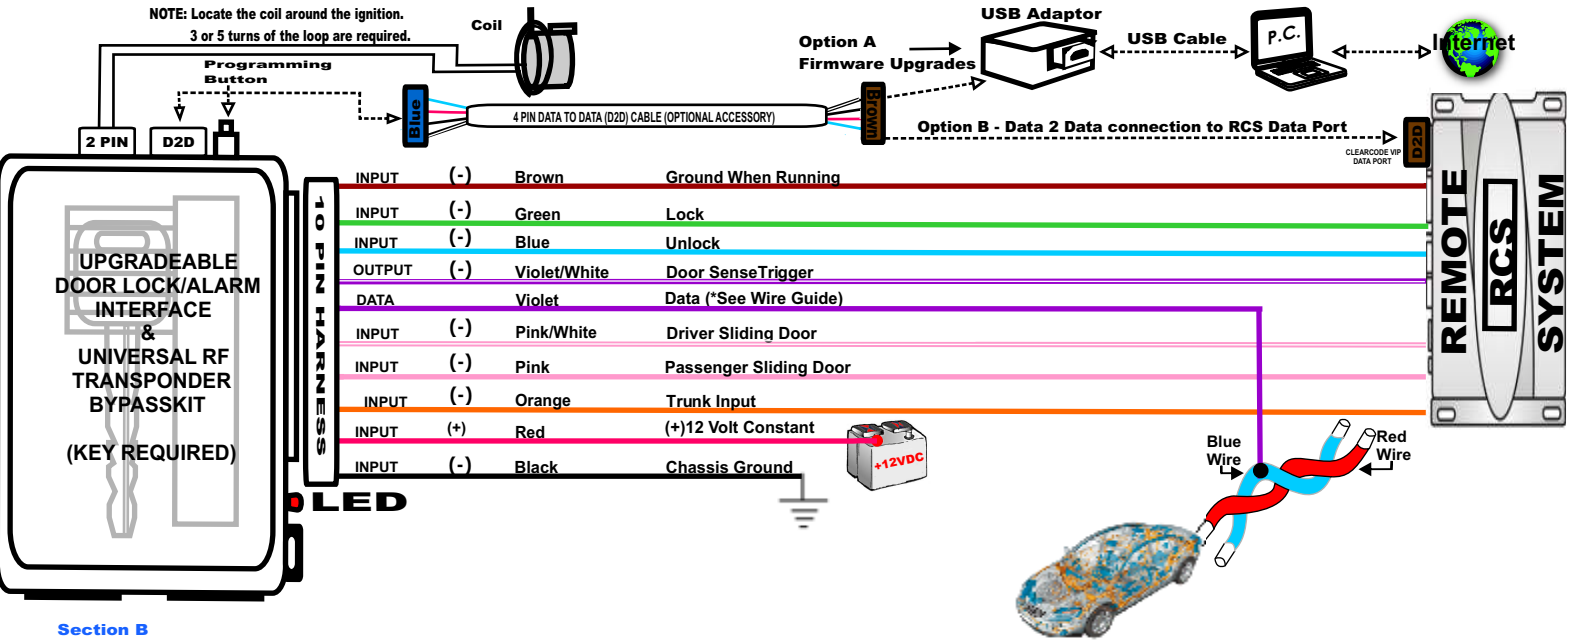 NOTE: Locate the coil around the ignition.
3 or 5 turns of the loop are required.
Coil
Programming
Button
2 PIN
D2D
Blue
4 PIN DATA TO DATA (D2D) CABLE (OPTIONAL ACCESSORY)
Brown
Option A
Firmware Upgrades
USB Adaptor
USB Cable
P.C.
Internet
Option B - Data 2 Data connection to RCS Data Port
CLEARCODE VIP
DATA PORT
D2D
UPGRADEABLE
DOOR LOCK/ALARM
INTERFACE
&
UNIVERSAL RF
TRANSPONDER
BYPASSKIT
(KEY REQUIRED)
10 PIN HARNESS
INPUT (-) Brown Ground When Running
INPUT (-) Green Lock
INPUT (-) Blue Unlock
OUTPUT (-) Violet/White Door SenseTrigger
DATA Violet Data (*See Wire Guide)
INPUT (-) Pink/White Driver Sliding Door
INPUT (-) Pink Passenger Sliding Door
INPUT (-) Orange Trunk Input
INPUT (+) Red (+)12 Volt Constant
INPUT (-) Black Chassis Ground
LED
+12VDC
REMOTE
RCS
SYSTEM
Blue
Wire
Red
Wire
Section B